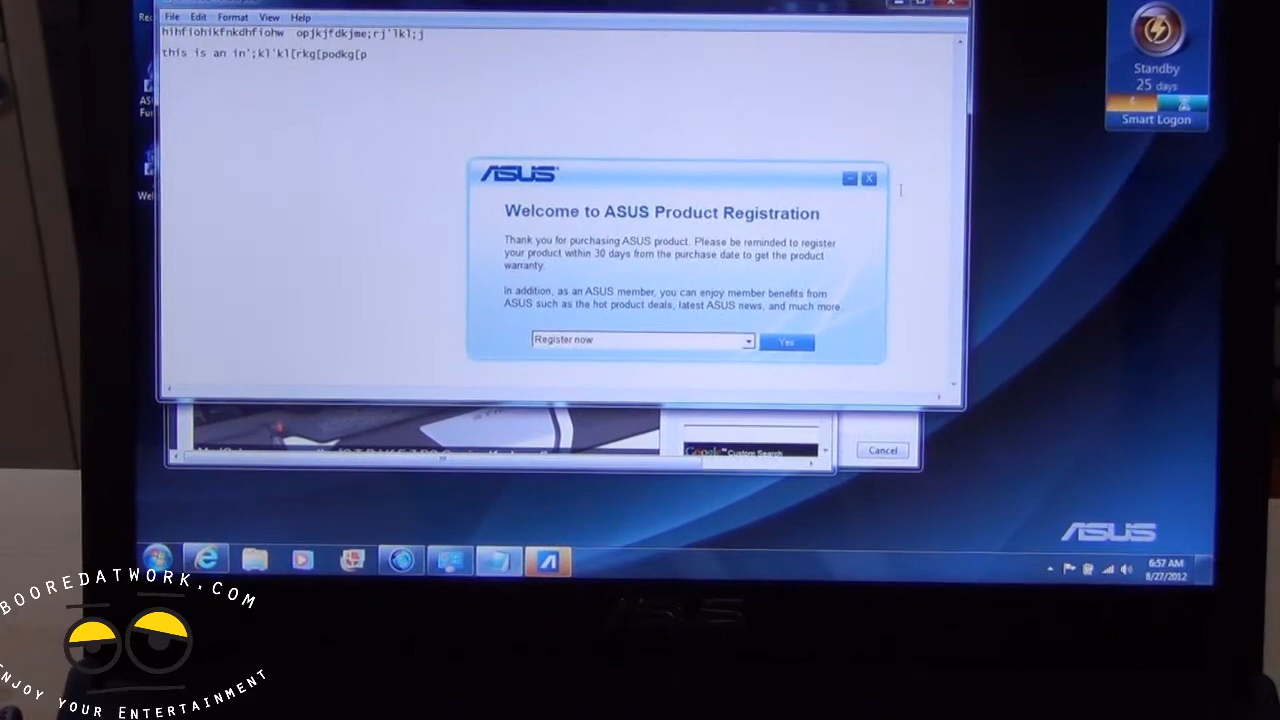 File Edit Format View Help
hihfiohikfnkdhfiohw opjkjfdkjme;rj'lkl;j
this is an in';kl'kl[rkg[podkg[p
Standby
25 days
Smart Logon
ASUS
Welcome to ASUS Product Registration
Thank you for purchasing ASUS product. Please be reminded to register
your product within 30 days from the purchase date to get the product
warranty.
In addition, as an ASUS member, you can enjoy member benefits from
ASUS such as the hot product deals, latest ASUS news, and much more.
Register now
Yes
Google Custom Search
Cancel
ASUS
6:57 AM
8/27/2012
ASUS
BOOREDATWORK.COM
ENJOY YOUR ENTERTAINMENT